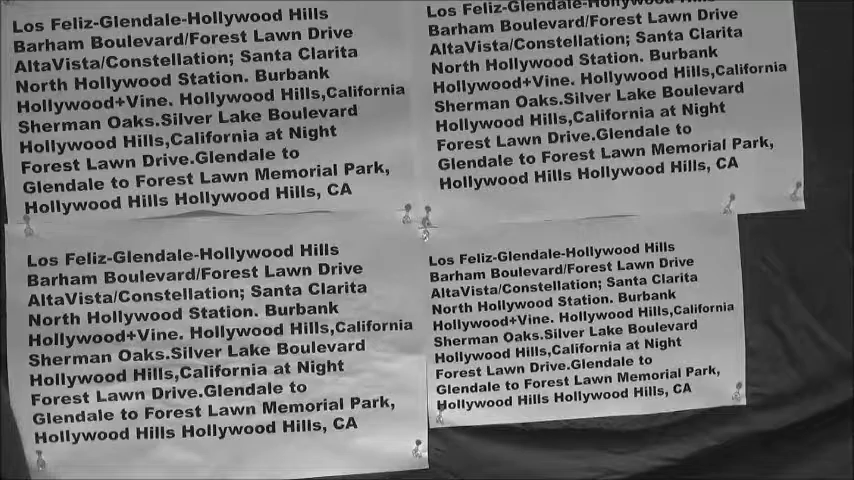 Los Feliz-Glendale-Hollywood Hills
Barham Boulevard/Forest Lawn Drive
AltaVista/Constellation; Santa Clarita
North Hollywood Station. Burbank
Hollywood+Vine. Hollywood Hills,California
Sherman Oaks.Silver Lake Boulevard
Hollywood Hills,California at Night
Forest Lawn Drive.Glendale to
Glendale to Forest Lawn Memorial Park,
Hollywood Hills Hollywood Hills, CA
Los Feliz-Glendale-Hollywood Hills
Barham Boulevard/Forest Lawn Drive
AltaVista/Constellation; Santa Clarita
North Hollywood Station. Burbank
Hollywood+Vine. Hollywood Hills,California
Sherman Oaks.Silver Lake Boulevard
Hollywood Hills,California at Night
Forest Lawn Drive.Glendale to
Glendale to Forest Lawn Memorial Park,
Hollywood Hills Hollywood Hills, CA
Los Feliz-Glendale-Hollywood Hills
Barham Boulevard/Forest Lawn Drive
AltaVista/Constellation; Santa Clarita
North Hollywood Station. Burbank
Hollywood+Vine. Hollywood Hills,California
Sherman Oaks.Silver Lake Boulevard
Hollywood Hills,California at Night
Forest Lawn Drive.Glendale to
Glendale to Forest Lawn Memorial Park,
Hollywood Hills Hollywood Hills, CA
Los Feliz-Glendale-Hollywood Hills
Barham Boulevard/Forest Lawn Drive
AltaVista/Constellation; Santa Clarita
North Hollywood Station. Burbank
Hollywood+Vine. Hollywood Hills,California
Sherman Oaks.Silver Lake Boulevard
Hollywood Hills,California at Night
Forest Lawn Drive.Glendale to
Glendale to Forest Lawn Memorial Park,
Hollywood Hills Hollywood Hills, CA